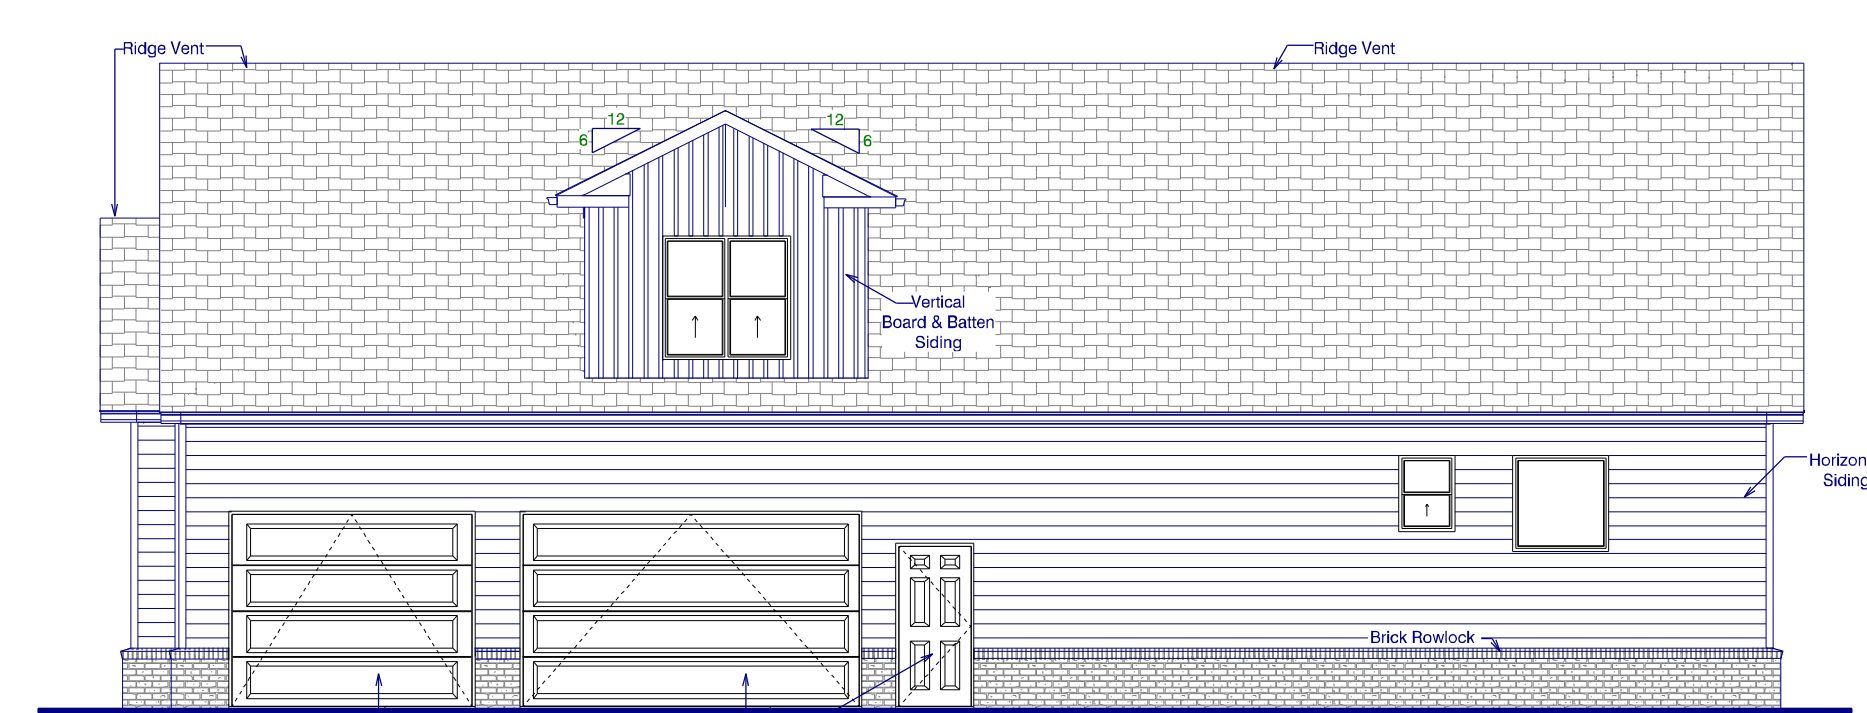 Ridge Vent
Ridge Vent
12
6
12
6
Vertical
Board & Batten
Siding
Horizon
Siding
Brick Rowlock